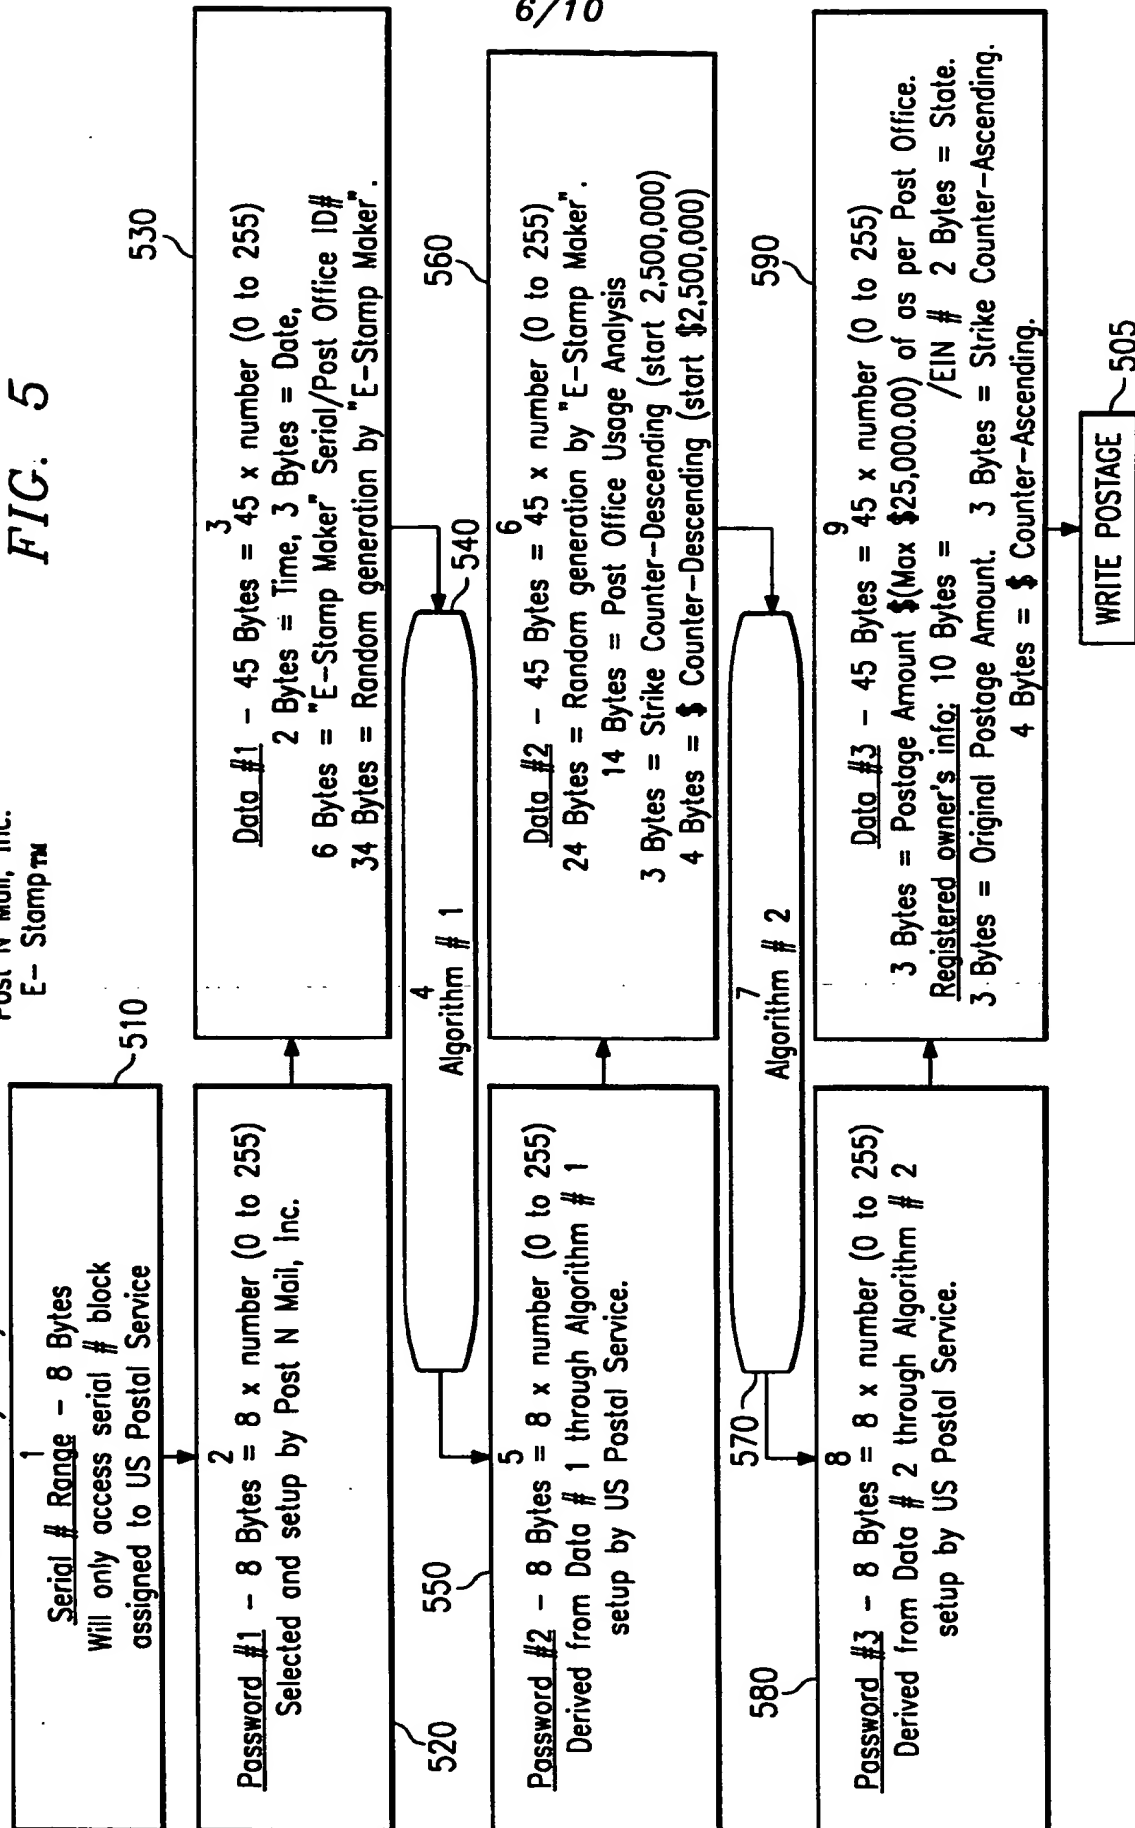 6/10
FIG. 5
Post N Mail, Inc.
E- Stamp™
510
1
Serial # Range - 8 Bytes
Will only access serial # block
assigned to US Postal Service
2
Password #1 - 8 Bytes = 8 x number (0 to 255)
Selected and setup by Post N Mail, Inc.
520
530
3
Data #1 - 45 Bytes = 45 x number (0 to 255)
2 Bytes = Time, 3 Bytes = Date,
6 Bytes = "E-Stamp Maker" Serial/Post Office ID#
34 Bytes = Random generation by "E-Stamp Maker".
540
4
Algorithm # 1
550
5
Password #2 - 8 Bytes = 8 x number (0 to 255)
Derived from Data # 1 through Algorithm # 1
setup by US Postal Service.
560
6
Data #2 - 45 Bytes = 45 x number (0 to 255)
24 Bytes = Random generation by "E-Stamp Maker".
14 Bytes = Post Office Usage Analysis
3 Bytes = Strike Counter-Descending (start 2,500,000)
4 Bytes = $ Counter-Descending (start $2,500,000)
570
7
Algorithm # 2
580
8
Password #3 - 8 Bytes = 8 x number (0 to 255)
Derived from Data # 2 through Algorithm # 2
setup by US Postal Service.
590
9
Data #3 - 45 Bytes = 45 x number (0 to 255)
3 Bytes = Postage Amount $(Max $25,000.00) of as per Post Office.
Registered owner's info: 10 Bytes = /EIN # 2 Bytes = State.
3 Bytes = Original Postage Amount. 3 Bytes = Strike Counter-Ascending.
4 Bytes = $ Counter-Ascending.
WRITE POSTAGE
505